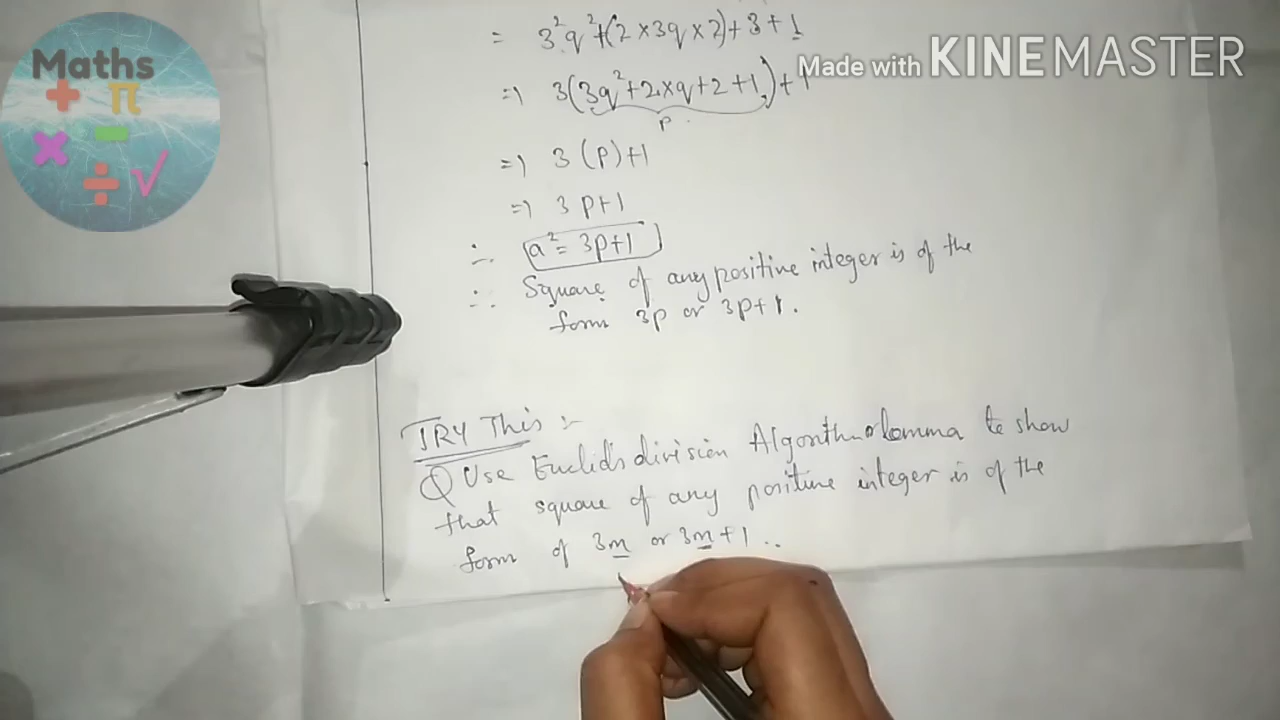 Maths
Made with KINEMASTER
= 3²q²+(2×3q×2)+3+1
⇒ 3(3q²+2×q+2+1)+1
p
⇒ 3(p)+1
⇒ 3p+1
∴ a²=3p+1
∴ Square of any positive integer is of the
form 3p or 3p+1.
TRY This :-
Q Use Euclid's division Algorithm or lemma to show
that square of any positive integer is of the
form of 3m or 3m+1..